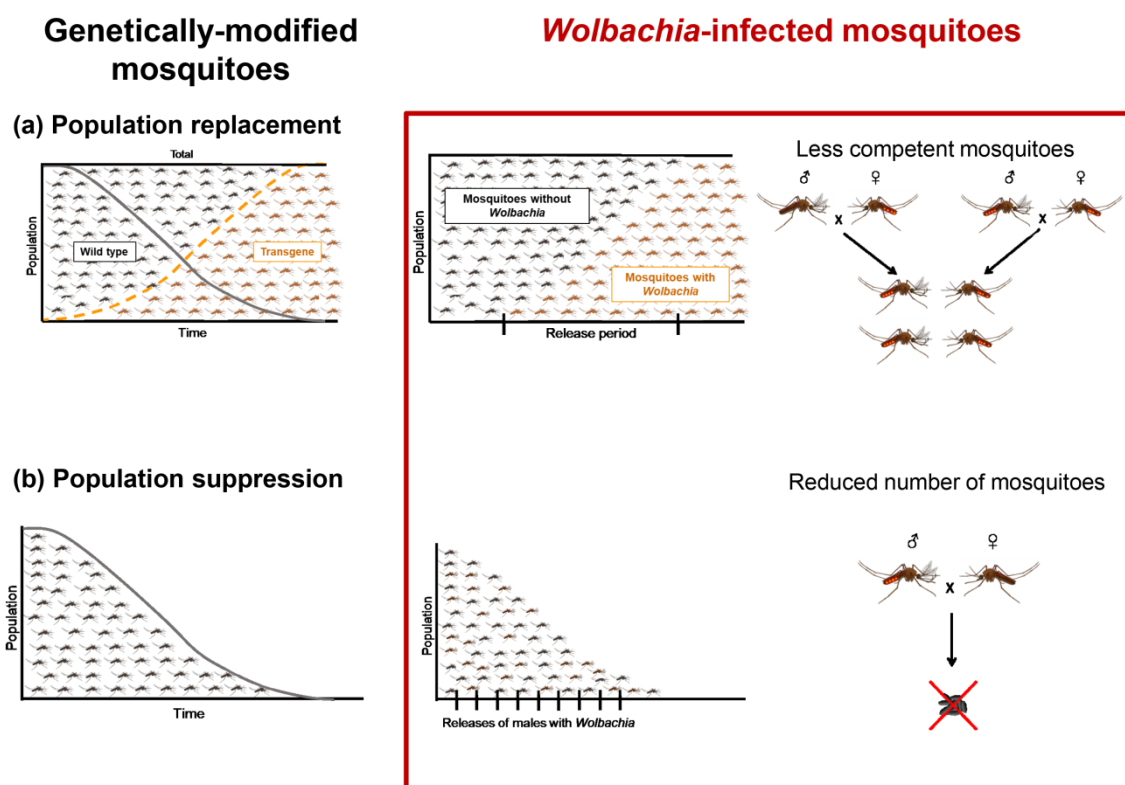 Genetically-modified
mosquitoes
Wolbachia-infected mosquitoes
(a) Population replacement
Total
Population
Wild type
Transgene
Time
Population
Mosquitoes without
Wolbachia
Mosquitoes with
Wolbachia
Release period
Less competent mosquitoes
♂ ♀ ♂ ♀
x x
(b) Population suppression
Population
Time
Population
Releases of males with Wolbachia
Reduced number of mosquitoes
♂ ♀
x